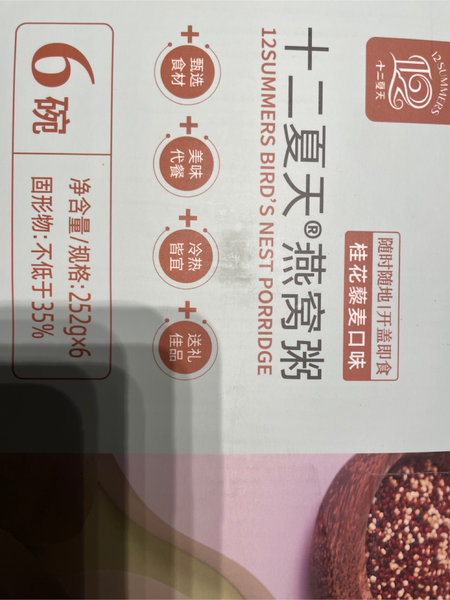 12 SUMMERS
十二夏天
随时随地|开盖即食
桂花藜麦口味
十二夏天®燕窝粥
12SUMMERS BIRD'S NEST PORRIDGE
甄选
食材
美味
代餐
冷热
皆宜
送礼
佳品
6碗
净含量/规格:252g×6
固形物:不低于35%